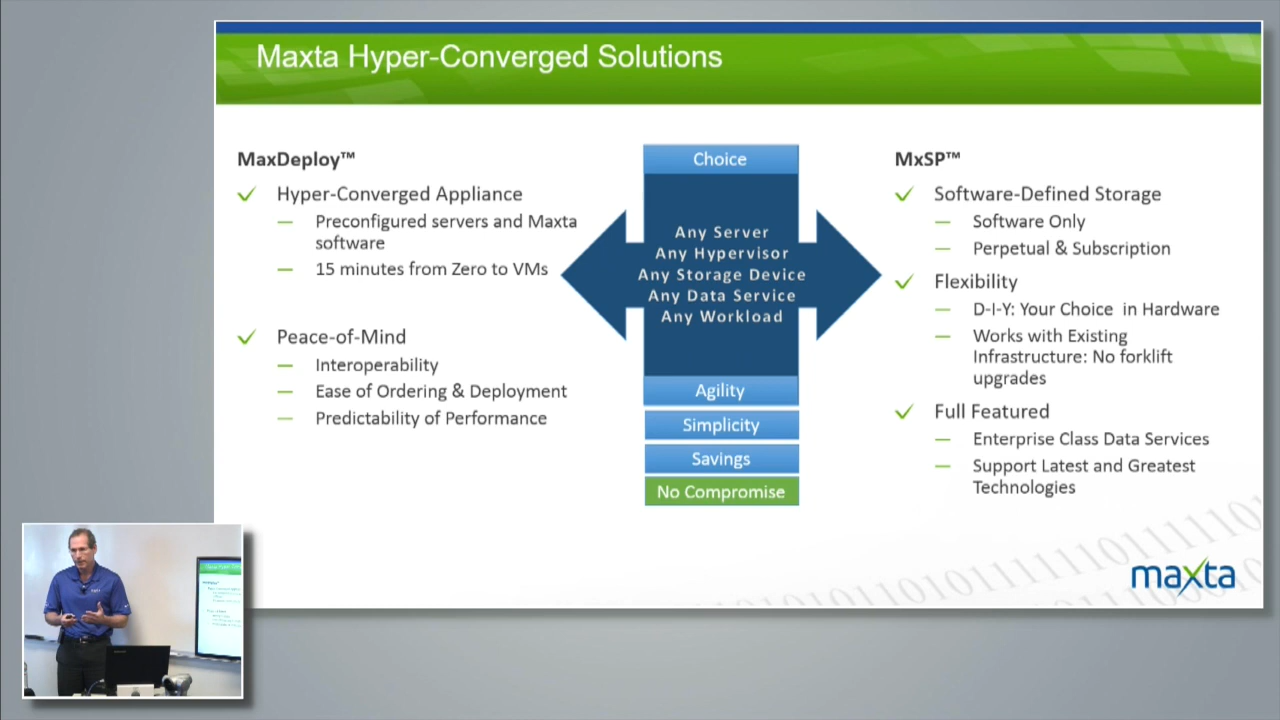 Maxta Hyper-Converged Solutions
MaxDeploy™
Hyper-Converged Appliance
Preconfigured servers and Maxta
software
15 minutes from Zero to VMs
Peace-of-Mind
Interoperability
Ease of Ordering & Deployment
Predictability of Performance
Choice
Any Server
Any Hypervisor
Any Storage Device
Any Data Service
Any Workload
Agility
Simplicity
Savings
No Compromise
MxSP™
Software-Defined Storage
Software Only
Perpetual & Subscription
Flexibility
D-I-Y: Your Choice in Hardware
Works with Existing
Infrastructure: No forklift
upgrades
Full Featured
Enterprise Class Data Services
Support Latest and Greatest
Technologies
maxta